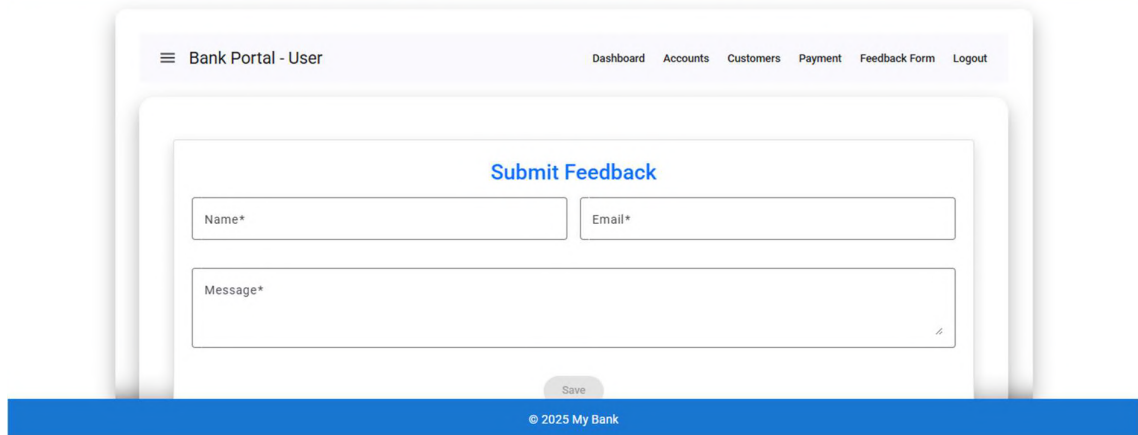 Bank Portal - User Dashboard Accounts Customers Payment Feedback Form Logout
Submit Feedback
Name* Email*
Message*
Save
© 2025 My Bank